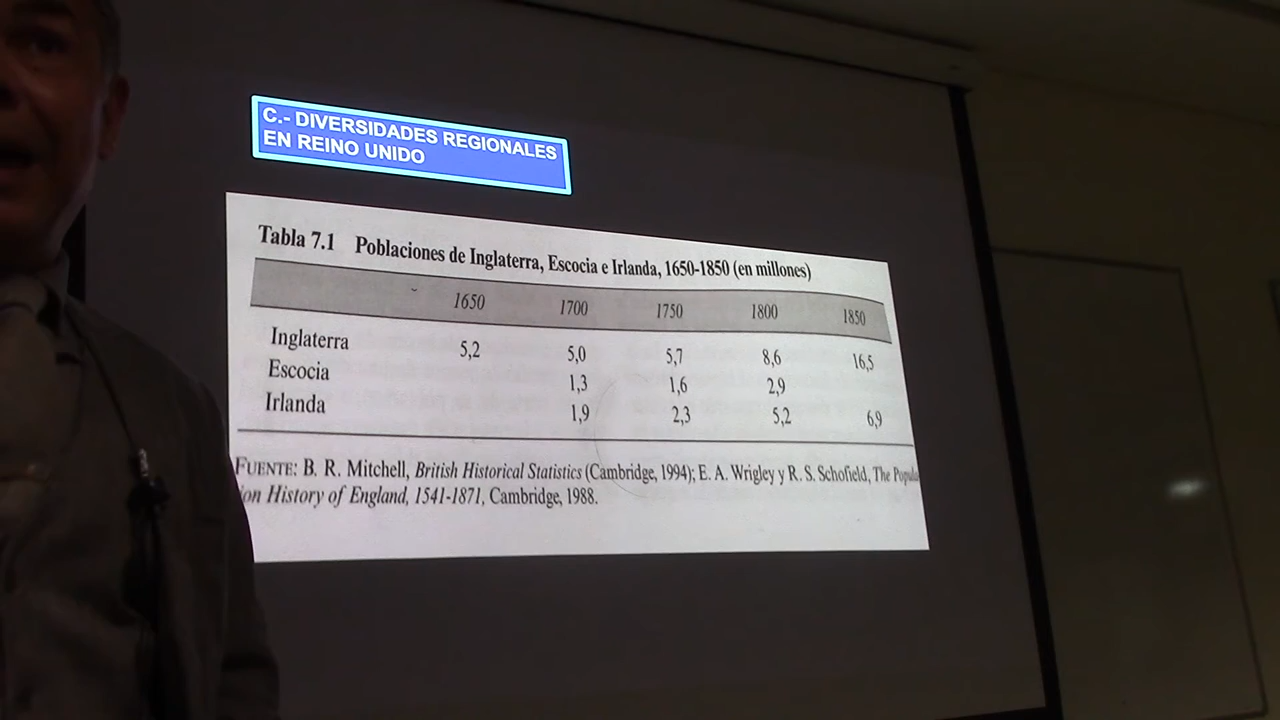 C.- DIVERSIDADES REGIONALES
EN REINO UNIDO
Tabla 7.1 Poblaciones de Inglaterra, Escocia e Irlanda, 1650-1850 (en millones)
1650 1700 1750 1800 1850
Inglaterra 5,2 5,0 5,7 8,6 16,5
Escocia 1,3 1,6 2,9
Irlanda 1,9 2,3 5,2 6,9
FUENTE: B. R. Mitchell, British Historical Statistics (Cambridge, 1994); E. A. Wrigley y R. S. Schofield, The Popula
ion History of England, 1541-1871, Cambridge, 1988.